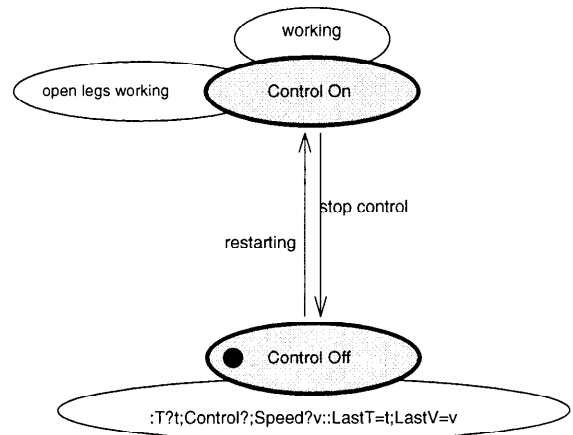 working
open legs working
Control On
stop control
restarting
Control Off
:T?t;Control?;Speed?v::LastT=t;LastV=v